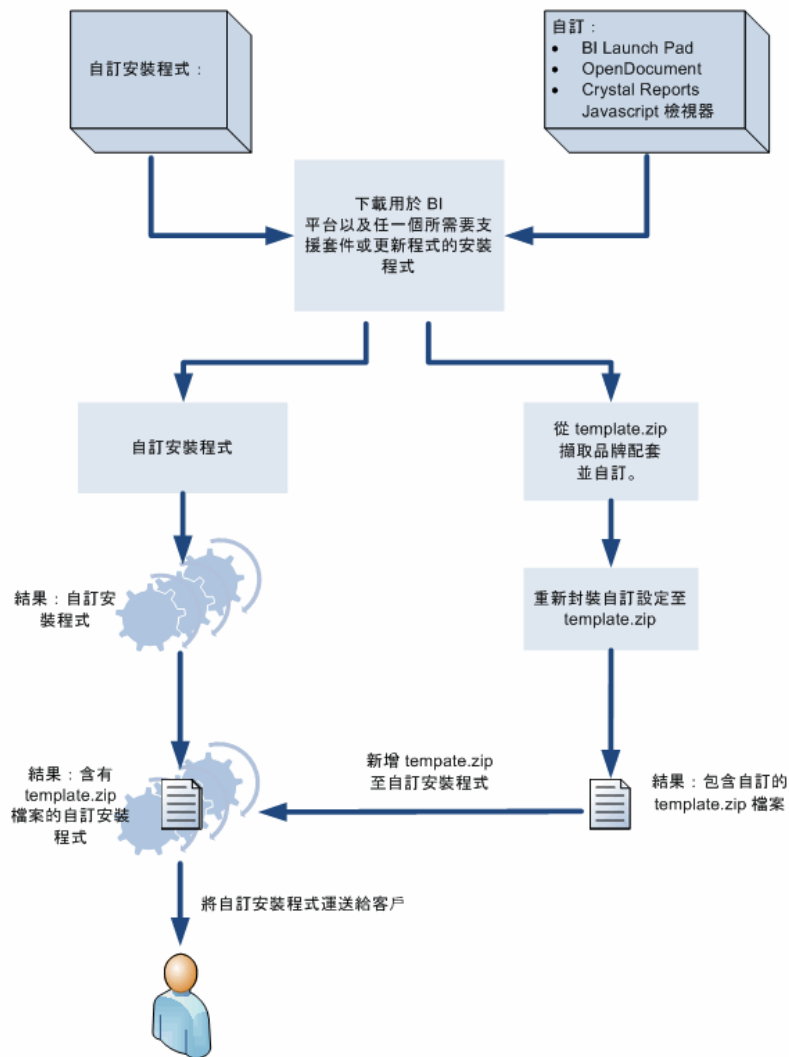 自訂安裝程式：
自訂：
• BI Launch Pad
• OpenDocument
• Crystal Reports
Javascript 檢視器
下載用於 BI
平台以及任一個所需要支
援套件或更新程式的安裝
程式
自訂安裝程式
從 template.zip
擷取品牌配套
並自訂。
結果：自訂安
裝程式
重新封裝自訂設定至
template.zip
結果：含有
template.zip
檔案的自訂安裝
程式
新增 tempate.zip
至自訂安裝程式
結果：包含自訂的
template.zip 檔案
將自訂安裝程式運送給客戶